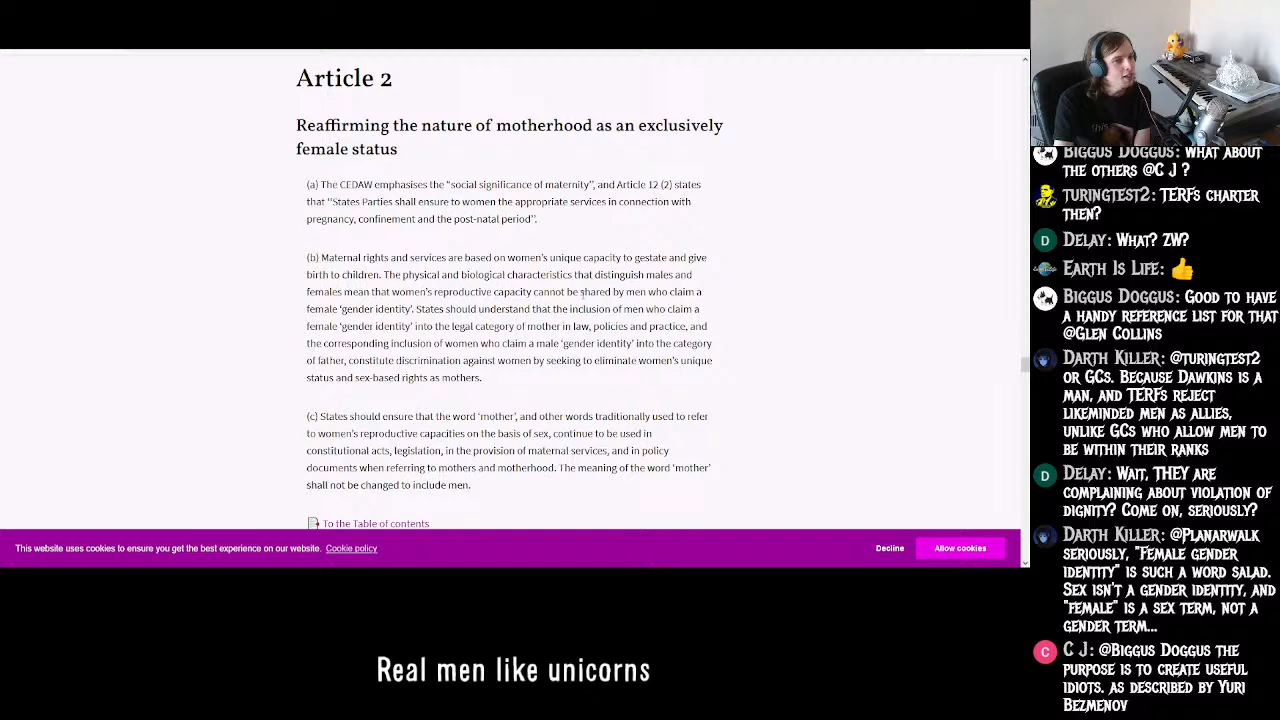 Article 2
Reaffirming the nature of motherhood as an exclusively
female status
(a) The CEDAW emphasises the “social significance of maternity”, and Article 12 (2) states
that “States Parties shall ensure to women the appropriate services in connection with
pregnancy, confinement and the post-natal period”.
(b) Maternal rights and services are based on women’s unique capacity to gestate and give
birth to children. The physical and biological characteristics that distinguish males and
females mean that women’s reproductive capacity cannot be shared by men who claim a
female ‘gender identity’. States should understand that the inclusion of men who claim a
female ‘gender identity’ into the legal category of mother in law, policies and practice, and
the corresponding inclusion of women who claim a male ‘gender identity’ into the category
of father, constitute discrimination against women by seeking to eliminate women’s unique
status and sex-based rights as mothers.
(c) States should ensure that the word ‘mother’, and other words traditionally used to refer
to women’s reproductive capacities on the basis of sex, continue to be used in
constitutional acts, legislation, in the provision of maternal services, and in policy
documents when referring to mothers and motherhood. The meaning of the word ‘mother’
shall not be changed to include men.
To the Table of contents
This website uses cookies to ensure you get the best experience on our website. Cookie policy
Decline
Allow cookies
Real men like unicorns
this
Biggus Doggus: What about
the others @C J ?
turingtest2: TERFs charter
then?
D
Delay: What? ZW?
Earth Is Life: 👍
Biggus Doggus: Good to have
a handy reference list for that
@Glen Collins
Darth Killer: @turingtest2
or GCs. Because Dawkins is a
man, and TERFs reject
likeminded men as allies,
unlike GCs who allow men to
be within their ranks
D
Delay: Wait, THEY are
complaining about violation of
dignity? Come on, seriously?
Darth Killer: @Planarwalk
seriously, "Female gender
identity" is such a word salad.
Sex isn't a gender identity, and
"female" is a sex term, not a
gender term...
C
C J: @Biggus Doggus the
purpose is to create useful
idiots. as described by Yuri
Bezmenov